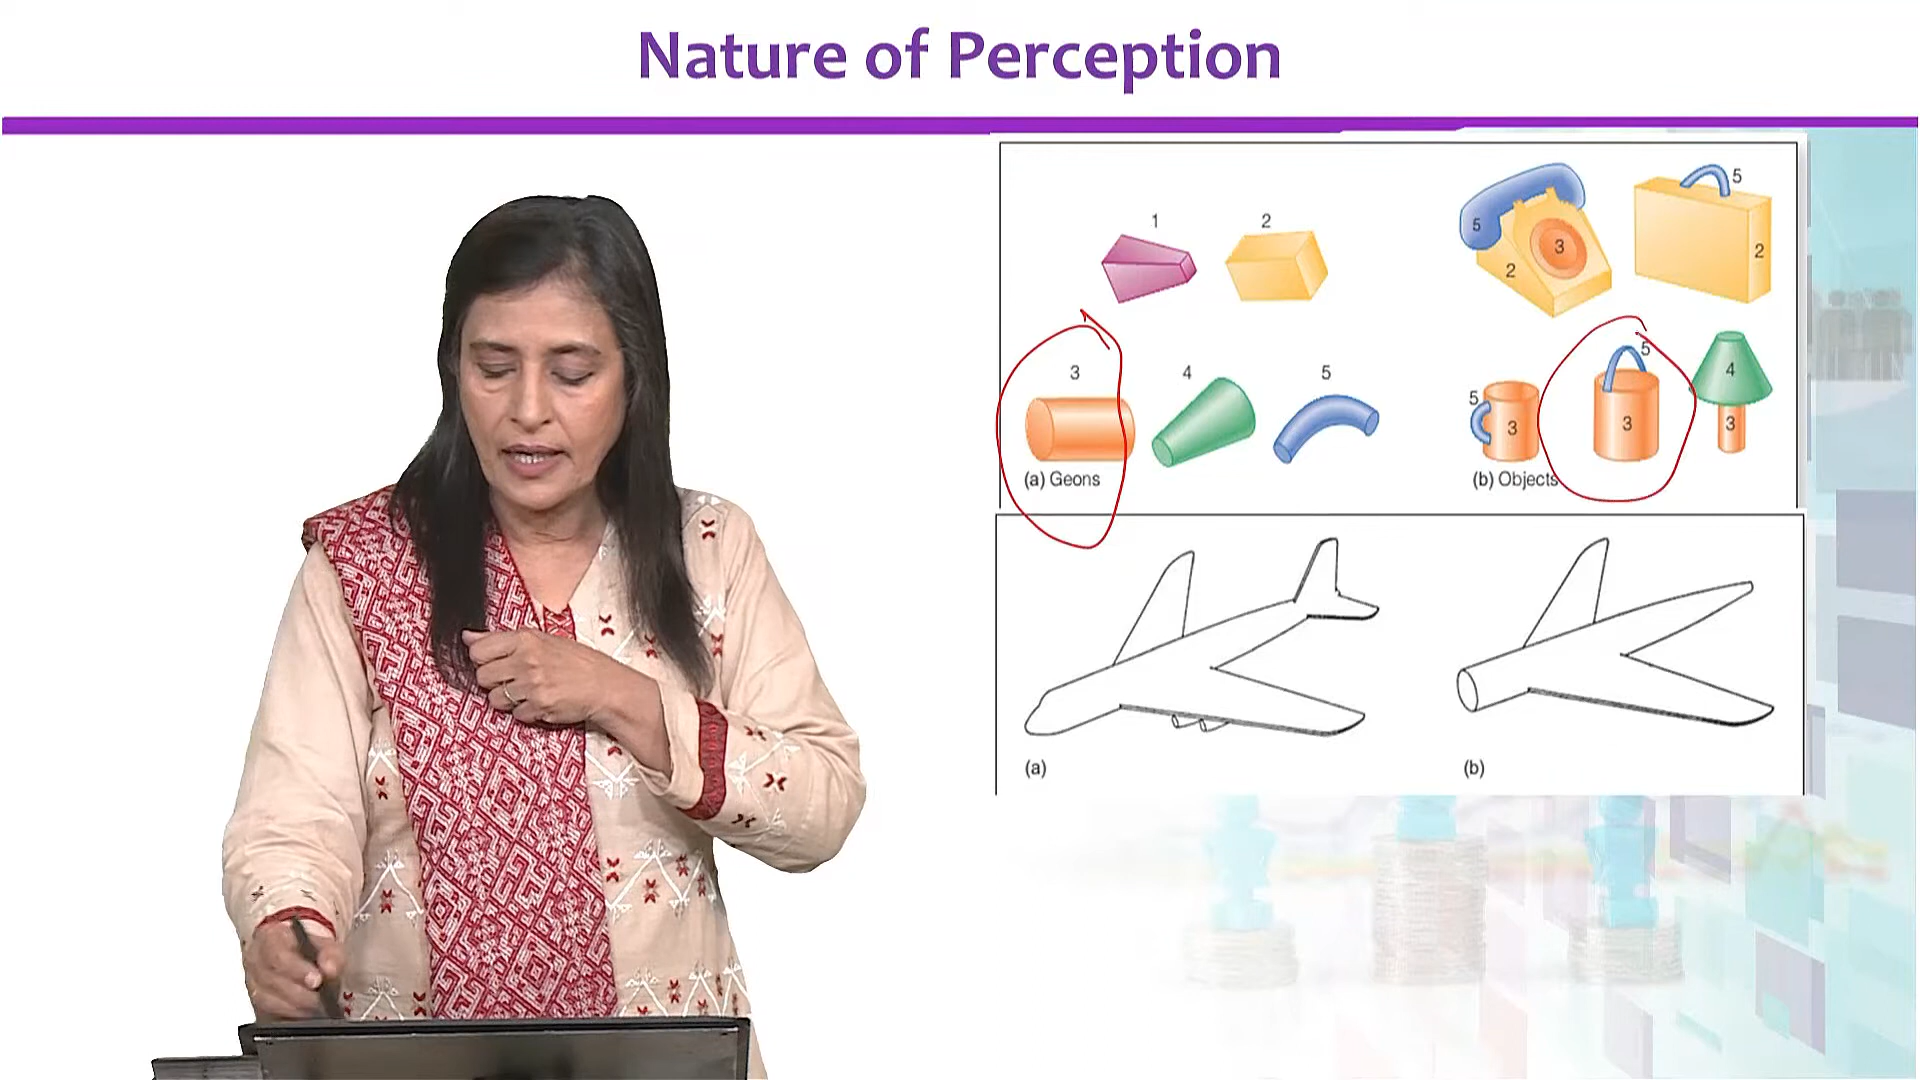 Nature of Perception
1 2
3 4 5
(a) Geons
5 3 2
5 2
5 3
5 3
4 3
(b) Objects
(a) (b)